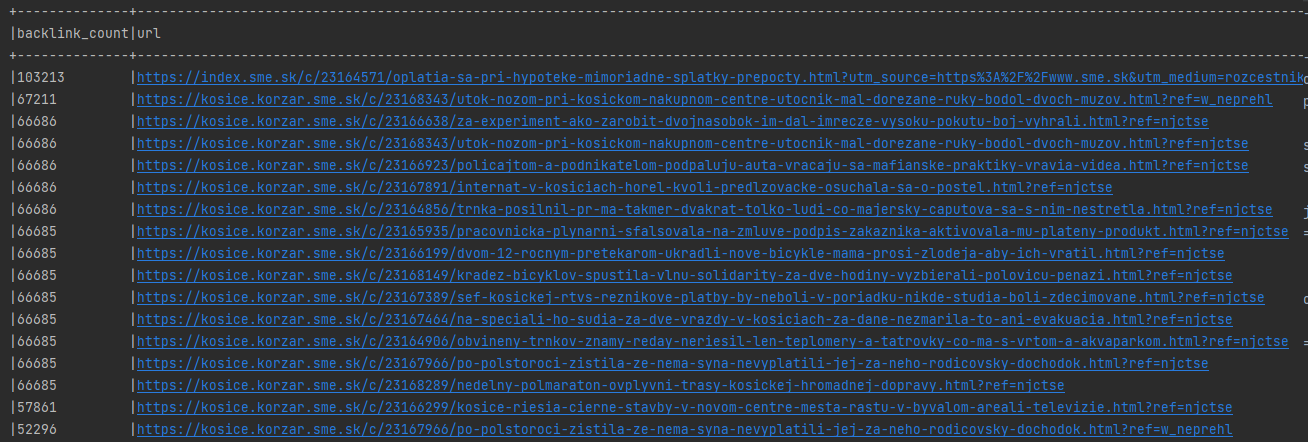 +--------------+------------------------------------------------------------
|backlink_count|url
+--------------+------------------------------------------------------------
|103213 |https://index.sme.sk/c/23164571/oplatia-sa-pri-hypoteke-mimoriadne-splatky-prepocty.html?utm_source=https%3A%2F%2Fwww.sme.sk&utm_medium=rozcestnik
|67211 |https://kosice.korzar.sme.sk/c/23168343/utok-nozom-pri-kosickom-nakupnom-centre-utocnik-mal-dorezane-ruky-bodol-dvoch-muzov.html?ref=w_neprehl
|66686 |https://kosice.korzar.sme.sk/c/23166638/za-experiment-ako-zarobit-dvojnasobok-im-dal-imrecze-vysoku-pokutu-boj-vyhrali.html?ref=njctse
|66686 |https://kosice.korzar.sme.sk/c/23168343/utok-nozom-pri-kosickom-nakupnom-centre-utocnik-mal-dorezane-ruky-bodol-dvoch-muzov.html?ref=njctse
|66686 |https://kosice.korzar.sme.sk/c/23166923/policajtom-a-podnikatelom-podpaluju-auta-vracaju-sa-mafianske-praktiky-vravia-videa.html?ref=njctse
|66686 |https://kosice.korzar.sme.sk/c/23167891/internat-v-kosiciach-horel-kvoli-predlzovacke-osuchala-sa-o-postel.html?ref=njctse
|66686 |https://kosice.korzar.sme.sk/c/23164856/trnka-posilnil-pr-ma-takmer-dvakrat-tolko-ludi-co-majersky-caputova-sa-s-nim-nestretla.html?ref=njctse
|66685 |https://kosice.korzar.sme.sk/c/23165935/pracovnicka-plynarni-sfalsovala-na-zmluve-podpis-zakaznika-aktivovala-mu-plateny-produkt.html?ref=njctse
|66685 |https://kosice.korzar.sme.sk/c/23166199/dvom-12-rocnym-pretekarom-ukradli-nove-bicykle-mama-prosi-zlodeja-aby-ich-vratil.html?ref=njctse
|66685 |https://kosice.korzar.sme.sk/c/23168149/kradez-bicyklov-spustila-vlnu-solidarity-za-dve-hodiny-vyzbierali-polovicu-penazi.html?ref=njctse
|66685 |https://kosice.korzar.sme.sk/c/23167389/sef-kosickej-rtvs-reznikove-platby-by-neboli-v-poriadku-nikde-studia-boli-zdecimovane.html?ref=njctse
|66685 |https://kosice.korzar.sme.sk/c/23167464/na-speciali-ho-sudia-za-dve-vrazdy-v-kosiciach-za-dane-nezmarila-to-ani-evakuacia.html?ref=njctse
|66685 |https://kosice.korzar.sme.sk/c/23164906/obvineny-trnkov-znamy-reday-neriesil-len-teplomery-a-tatrovky-co-ma-s-vrtom-a-akvaparkom.html?ref=njctse
|66685 |https://kosice.korzar.sme.sk/c/23167966/po-polstoroci-zistila-ze-nema-syna-nevyplatili-jej-za-neho-rodicovsky-dochodok.html?ref=njctse
|66685 |https://kosice.korzar.sme.sk/c/23168289/nedelny-polmaraton-ovplyvni-trasy-kosickej-hromadnej-dopravy.html?ref=njctse
|57861 |https://kosice.korzar.sme.sk/c/23166299/kosice-riesia-cierne-stavby-v-novom-centre-mesta-rastu-v-byvalom-areali-televizie.html?ref=njctse
|52296 |https://kosice.korzar.sme.sk/c/23167966/po-polstoroci-zistila-ze-nema-syna-nevyplatili-jej-za-neho-rodicovsky-dochodok.html?ref=w_neprehl